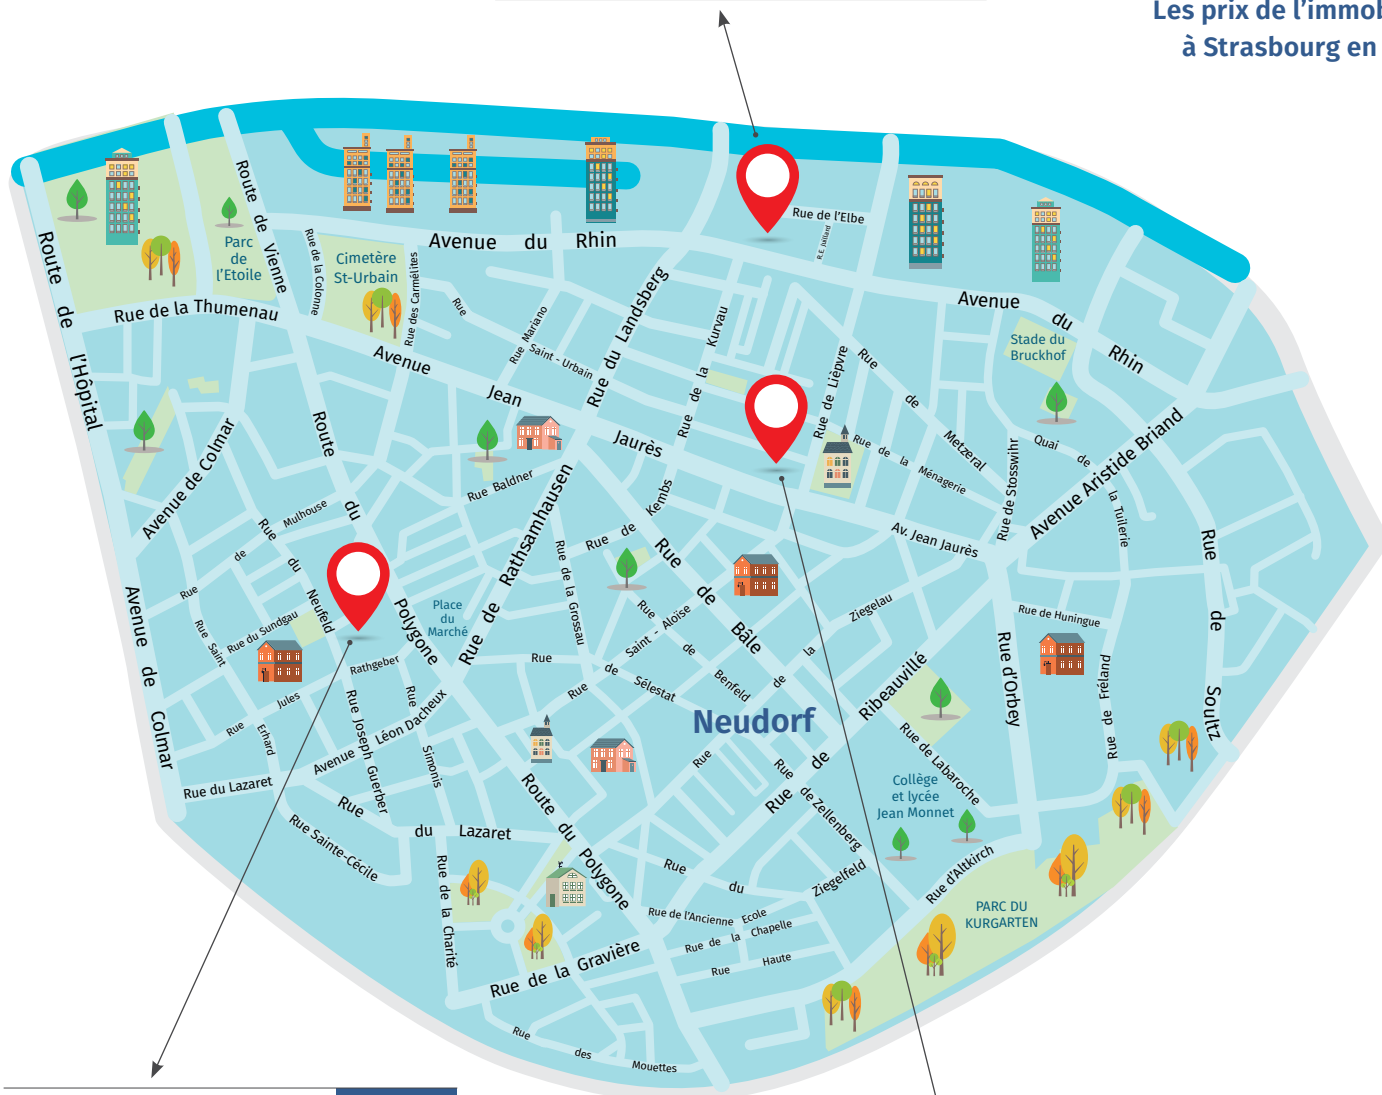 Les prix de l'immob
à Strasbourg en
Rue de l'Elbe
R.E. Juillard
Route de Vienne
Parc
de
l'Etoile
Rue de la Colonne
Cimetère
St-Urbain
Rue des Carmélites
Avenue du Rhin
Route de l'Hôpital
Rue de la Thumenau
Rue Saint - Urbain
Rue Mariano
Rue du Landsberg
Rue de la Kurvau
Avenue du Rhin
Stade du
Bruckhof
Avenue Jean Jaurès
Rue de Lièpvre
Rue de Metzeral
Rue de la Ménagerie
Quai de la Tuilerie
Rue de Stosswihr
Avenue Aristide Briand
Avenue de Colmar
Route du Polygone
Rue Baldner
Rue de Rathsamhausen
Rue de Kembs
Av. Jean Jaurès
Rue de Mulhouse
Rue du Neufeld
Rue de la Grossau
Rue de Bâle
Rue de Soultz
Avenue de Colmar
Rue Saint
Rue du Sundgau
Place
du
Marché
Rue Saint - Aloïse
Rue de Benfeld
Rue de la Ziegelau
Rue de Huningue
Rue d'Orbey
Rue de Fréland
Rathgeber
Rue Jules
Erhard
Rue de Sélestat
Neudorf
Rue de Ribeauvillé
Rue de Labaroche
Rue Joseph Guerber
Avenue Léon Dacheux
Rue Simonis
Rue du Lazaret
Rue du Lazaret
Rue Sainte-Cécile
Route du Polygone
Rue de Zellenberg
Collège
et lycée
Jean Monnet
Rue de la Charité
Rue du Ziegelfeld
Rue d'Altkirch
PARC DU
KURGARTEN
Rue de l'Ancienne Ecole
Rue de la Chapelle
Rue Haute
Rue de la Gravière
Rue des Mouettes